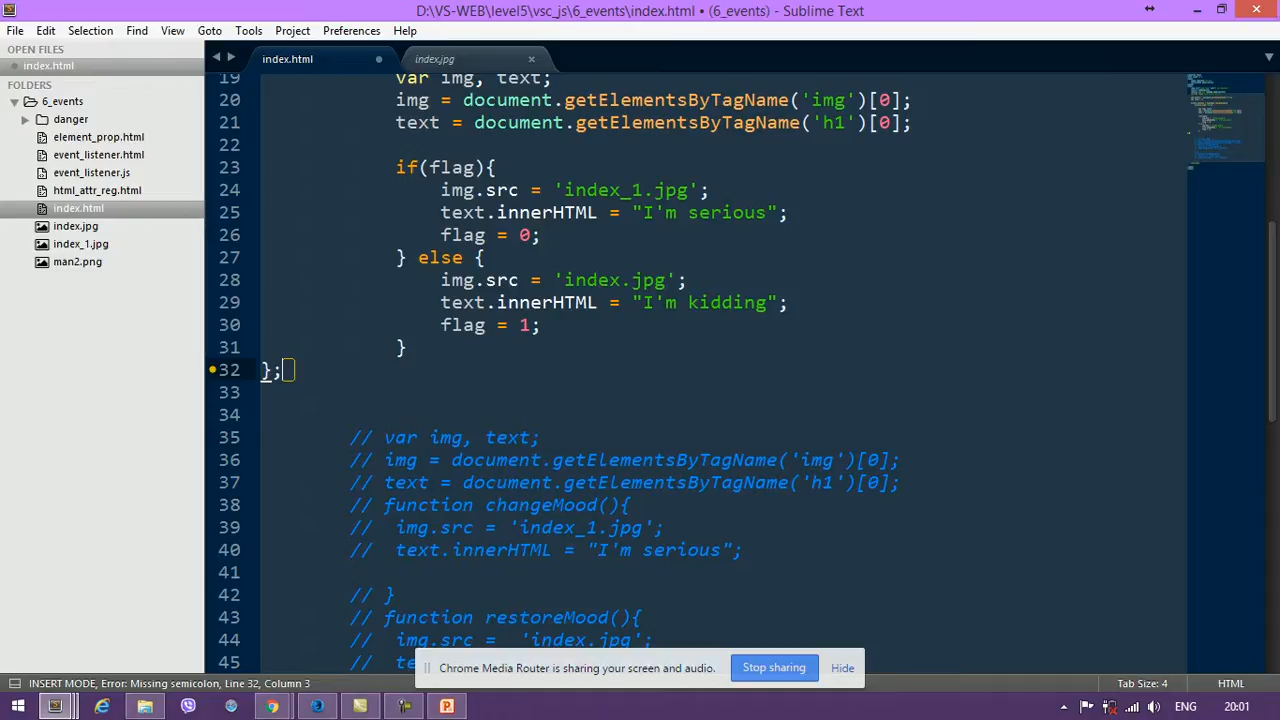 D:\VS-WEB\level5\vsc_js\6_events\index.html • (6_events) - Sublime Text
File Edit Selection Find View Goto Tools Project Preferences Help
OPEN FILES
index.html
FOLDERS
6_events
danger
element_prop.html
event_listener.html
event_listener.js
html_attr_reg.html
index.html
index.jpg
index_1.jpg
man2.png
index.html index.jpg
19 var img, text;
20 img = document.getElementsByTagName('img')[0];
21 text = document.getElementsByTagName('h1')[0];
22
23 if(flag){
24 img.src = 'index_1.jpg';
25 text.innerHTML = "I'm serious";
26 flag = 0;
27 } else {
28 img.src = 'index.jpg';
29 text.innerHTML = "I'm kidding";
30 flag = 1;
31 }
32 };
33
34
35 // var img, text;
36 // img = document.getElementsByTagName('img')[0];
37 // text = document.getElementsByTagName('h1')[0];
38 // function changeMood(){
39 // img.src = 'index_1.jpg';
40 // text.innerHTML = "I'm serious";
41
42 // }
43 // function restoreMood(){
44 // img.src = 'index.jpg';
45 // te
Chrome Media Router is sharing your screen and audio. Stop sharing Hide
INSERT MODE, Error: Missing semicolon, Line 32, Column 3 Tab Size: 4 HTML
ENG 20:01